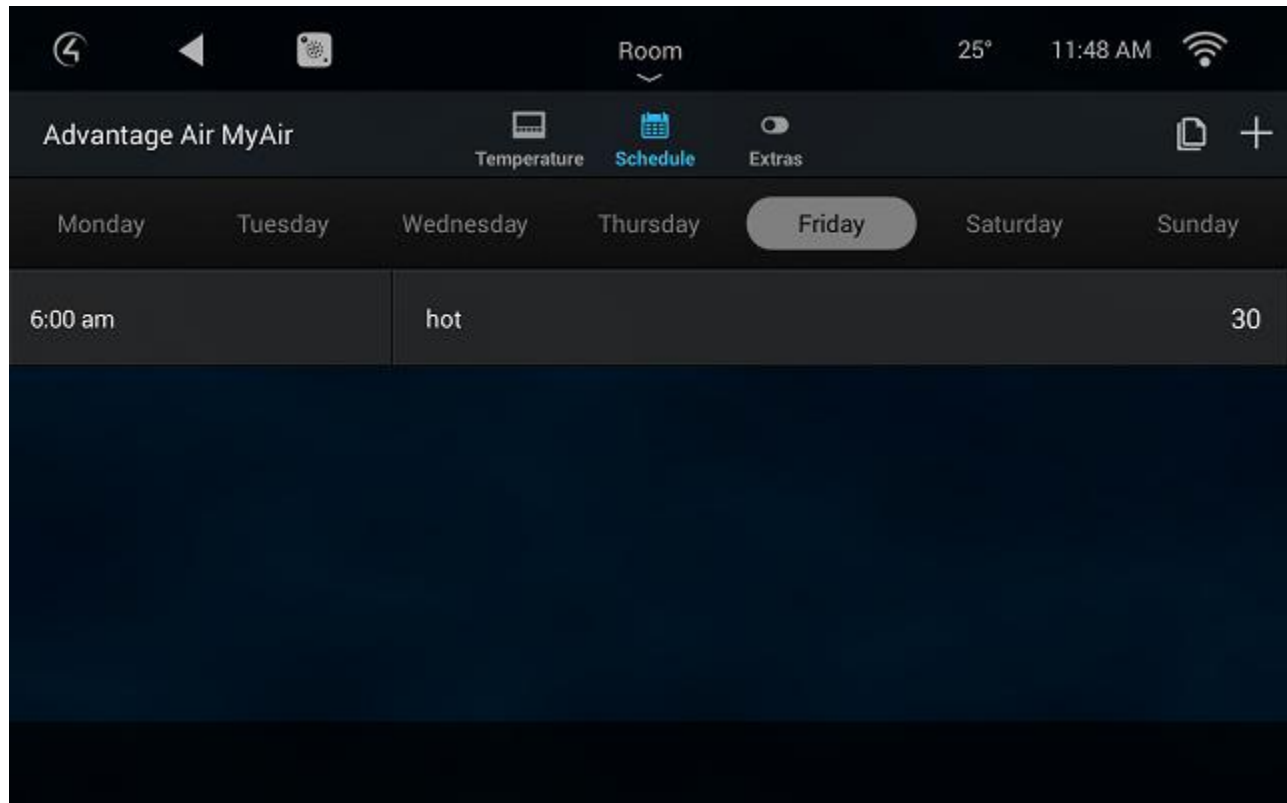 Room 25° 11:48 AM
Advantage Air MyAir
Temperature Schedule Extras
Monday Tuesday Wednesday Thursday Friday Saturday Sunday
6:00 am hot 30